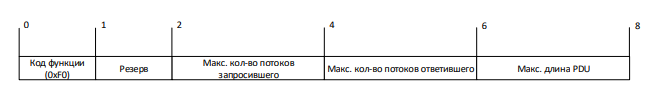 0 1 2 4 6 8
Код функции
(0xF0)
Резерв
Макс. кол-во потоков
запросившего
Макс. кол-во потоков ответившего
Макс. длина PDU